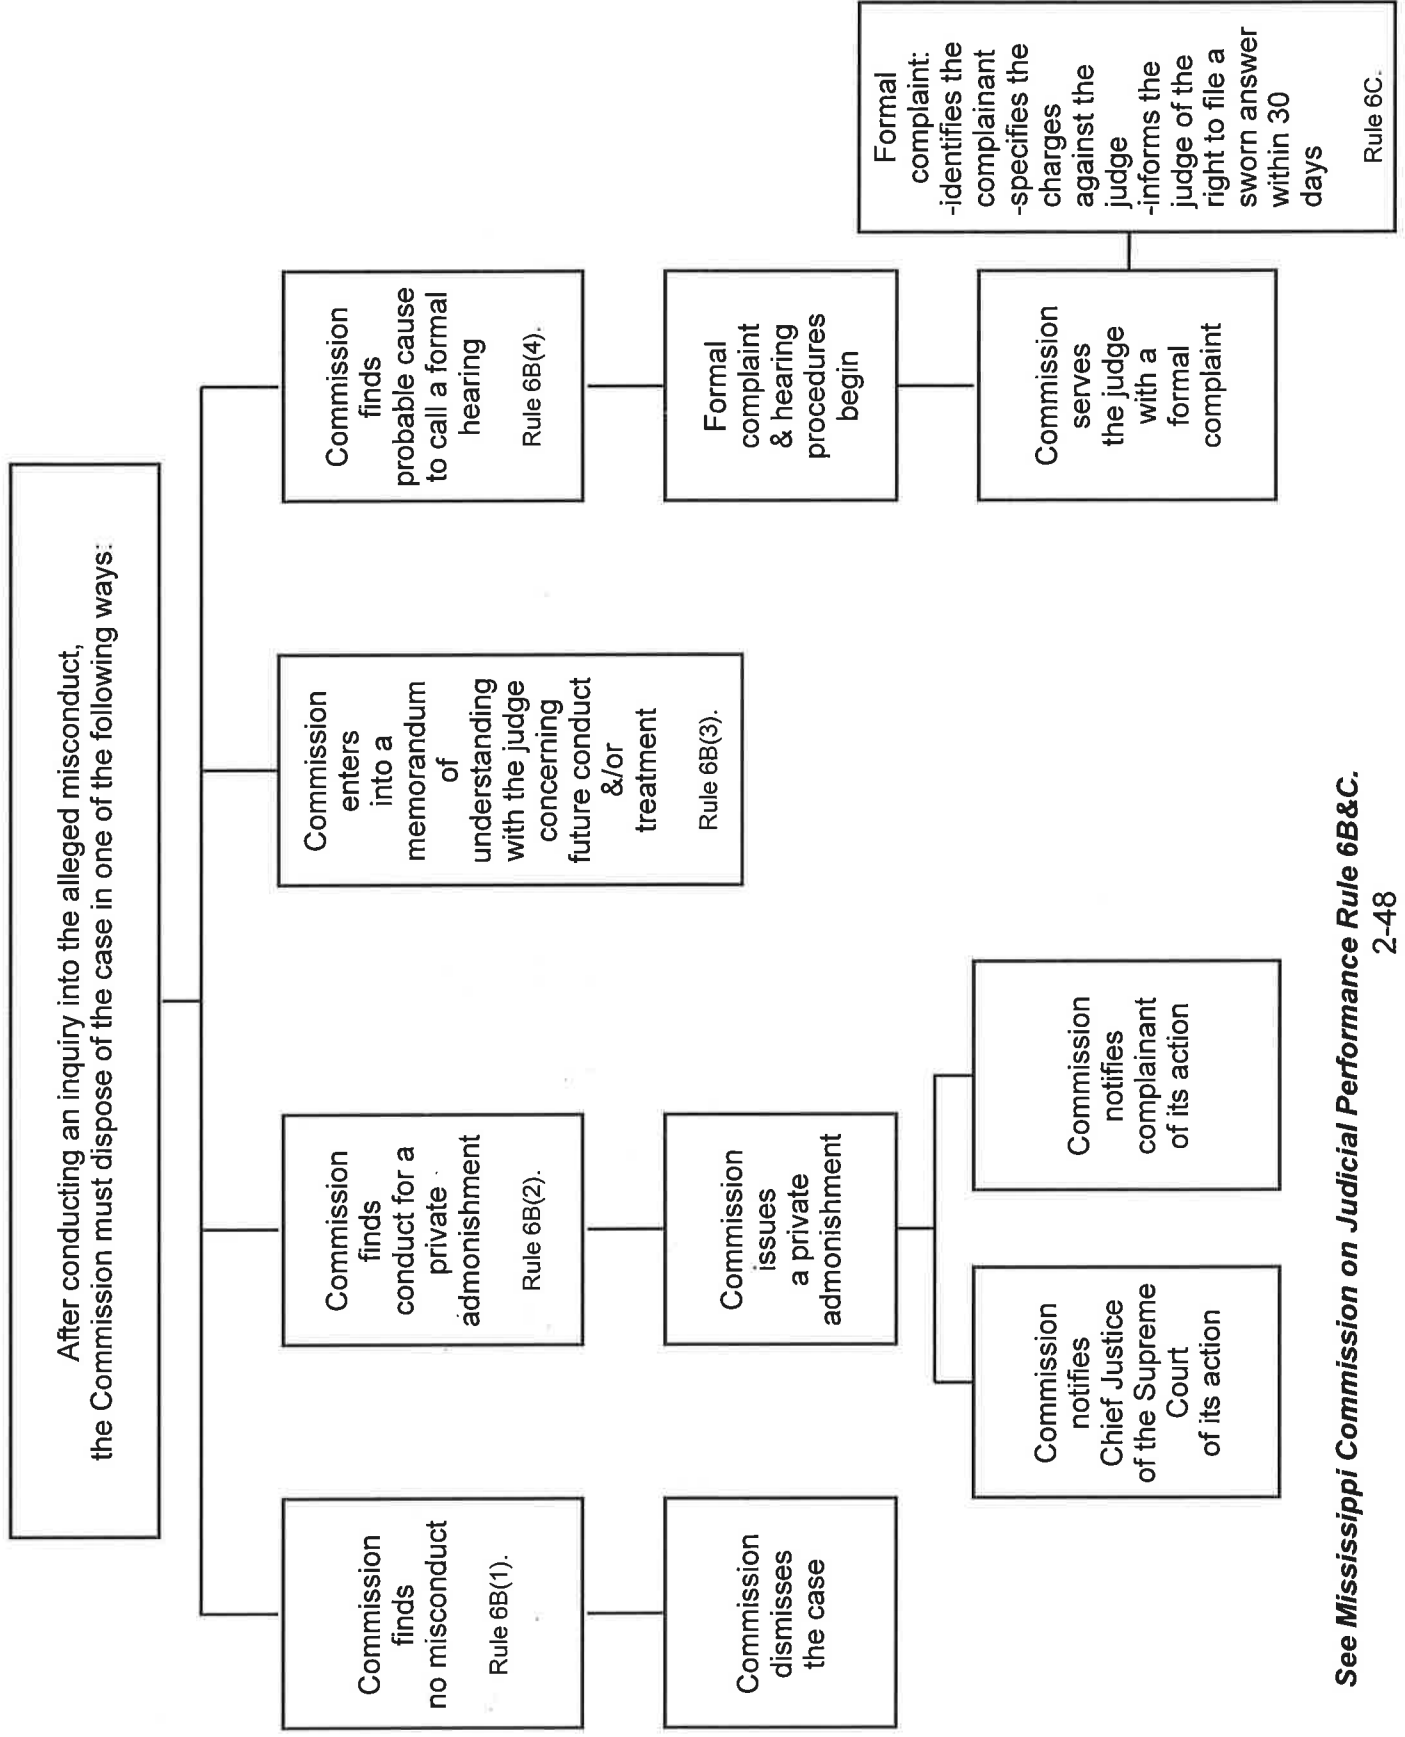 After conducting an inquiry into the alleged misconduct,
the Commission must dispose of the case in one of the following ways:
Commission
finds
no misconduct
Rule 6B(1).
Commission
dismisses
the case
Commission
finds
conduct for a
private
admonishment
Rule 6B(2).
Commission
issues
a private
admonishment
Commission
notifies
Chief Justice
of the Supreme
Court
of its action
Commission
notifies
complainant
of its action
Commission
enters
into a
memorandum
of
understanding
with the judge
concerning
future conduct
&/or
treatment
Rule 6B(3).
Commission
finds
probable cause
to call a formal
hearing
Rule 6B(4).
Formal
complaint
& hearing
procedures
begin
Commission
serves
the judge
with a
formal
complaint
Formal
complaint:
-identifies the
complainant
-specifies the
charges
against the
judge
-informs the
judge of the
right to file a
sworn answer
within 30
days
Rule 6C.
See Mississippi Commission on Judicial Performance Rule 6B&C.
2-48